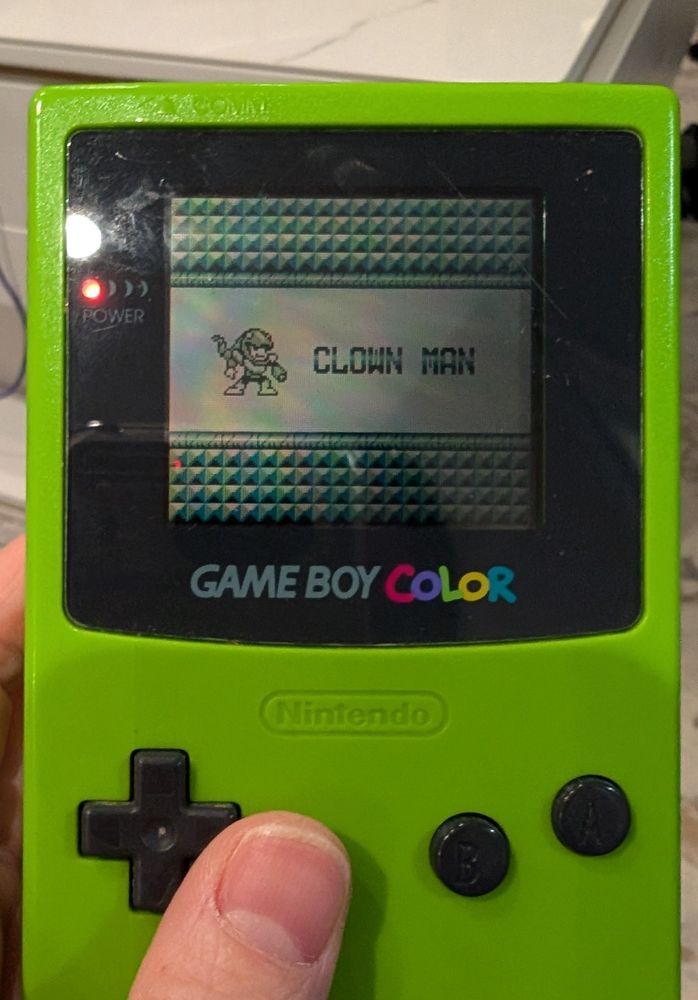 POWER
CLOWN MAN
GAME BOY COLOR
Nintendo
B
A